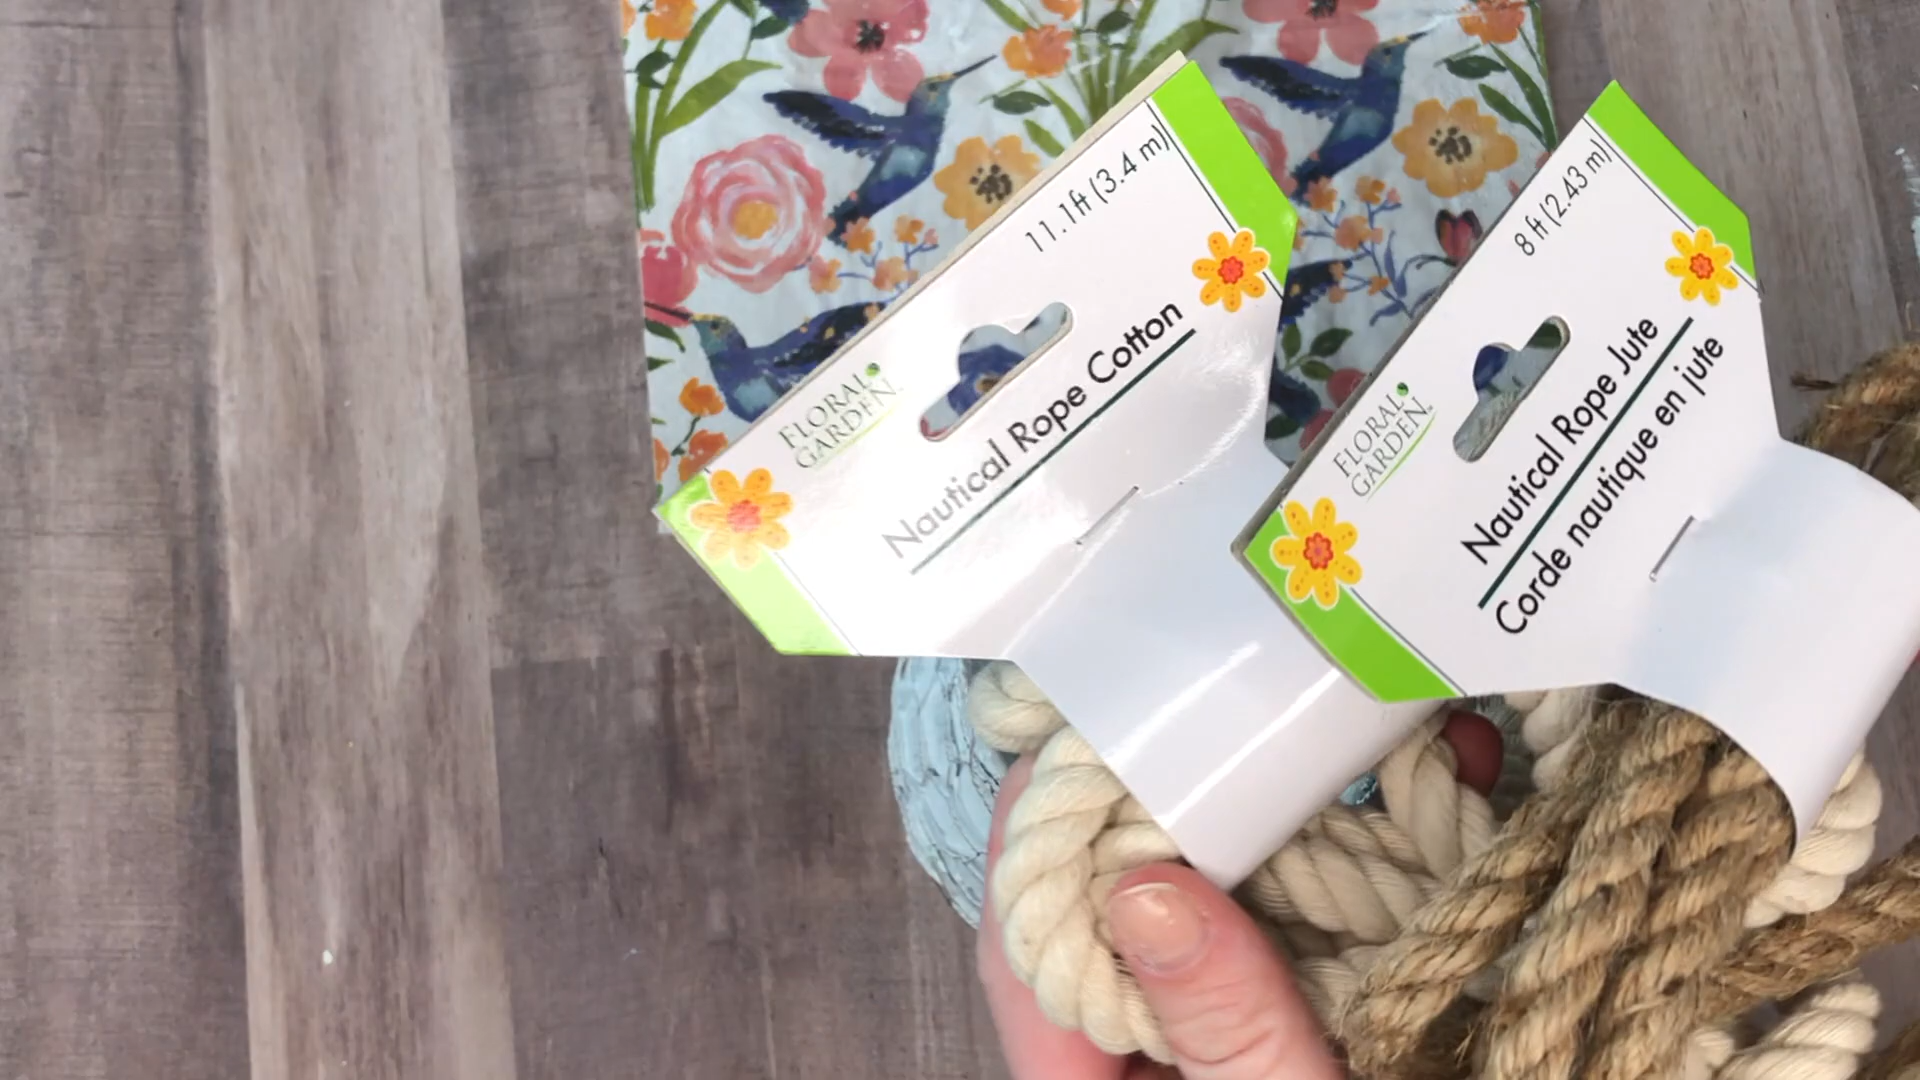 11.1ft (3.4 m)
FLORAL
GARDEN
Nautical Rope Cotton
8 ft (2.43 m)
FLORAL
GARDEN
Nautical Rope Jute
Corde nautique en jute